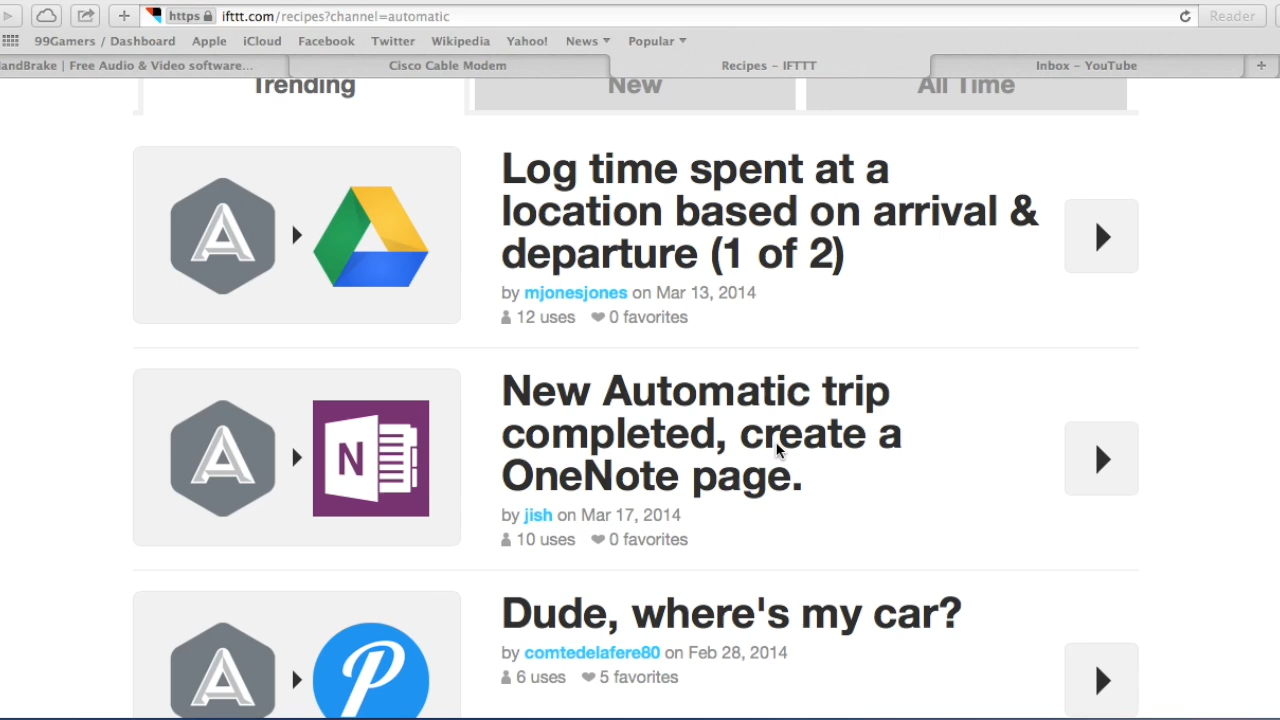 https ifttt.com/recipes?channel=automatic Reader
99Gamers / Dashboard Apple iCloud Facebook Twitter Wikipedia Yahoo! News Popular
andBrake | Free Audio & Video software... Cisco Cable Modem Recipes – IFTTT Inbox – YouTube
Trending New All Time
Log time spent at a
location based on arrival &
departure (1 of 2)
by mjonesjones on Mar 13, 2014
12 uses 0 favorites
New Automatic trip
completed, create a
OneNote page.
by jish on Mar 17, 2014
10 uses 0 favorites
N
Dude, where's my car?
by comtedelafere80 on Feb 28, 2014
6 uses 5 favorites